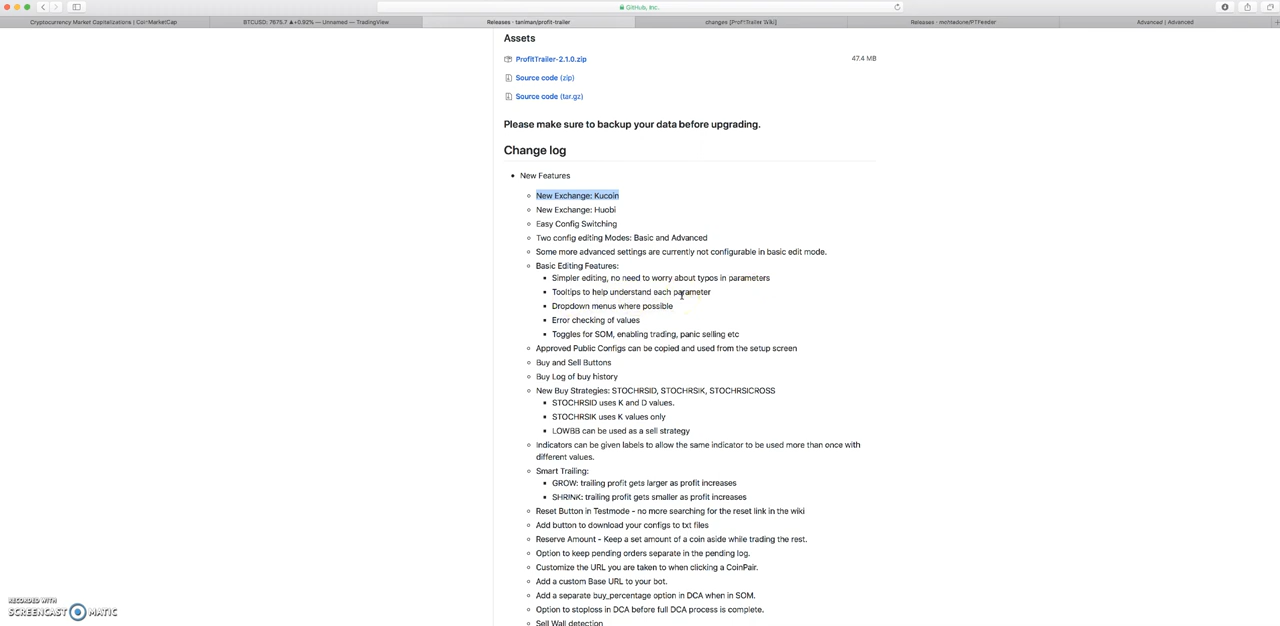 GitHub, Inc.
Cryptocurrency Market Capitalizations | CoinMarketCap
BTCUSD: 7675.7 ▲+0.92% — Unnamed — TradingView
Releases · taniman/profit-trailer
changes [ProfitTrailer Wiki]
Releases · mehtadone/PTFeeder
Advanced | Advanced
Assets
ProfitTrailer-2.1.0.zip 47.4 MB
Source code (zip)
Source code (tar.gz)
Please make sure to backup your data before upgrading.
Change log
New Features
New Exchange: Kucoin
New Exchange: Huobi
Easy Config Switching
Two config editing Modes: Basic and Advanced
Some more advanced settings are currently not configurable in basic edit mode.
Basic Editing Features:
Simpler editing, no need to worry about typos in parameters
Tooltips to help understand each parameter
Dropdown menus where possible
Error checking of values
Toggles for SOM, enabling trading, panic selling etc
Approved Public Configs can be copied and used from the setup screen
Buy and Sell Buttons
Buy Log of buy history
New Buy Strategies: STOCHRSID, STOCHRSIK, STOCHRSICROSS
STOCHRSID uses K and D values.
STOCHRSIK uses K values only
LOWBB can be used as a sell strategy
Indicators can be given labels to allow the same indicator to be used more than once with
different values.
Smart Trailing:
GROW: trailing profit gets larger as profit increases
SHRINK: trailing profit gets smaller as profit increases
Reset Button in Testmode - no more searching for the reset link in the wiki
Add button to download your configs to txt files
Reserve Amount - Keep a set amount of a coin aside while trading the rest.
Option to keep pending orders separate in the pending log.
Customize the URL you are taken to when clicking a CoinPair.
Add a custom Base URL to your bot.
Add a separate buy_percentage option in DCA when in SOM.
Option to stoploss in DCA before full DCA process is complete.
Sell Wall detection
RECORDED WITH
SCREENCAST MATIC